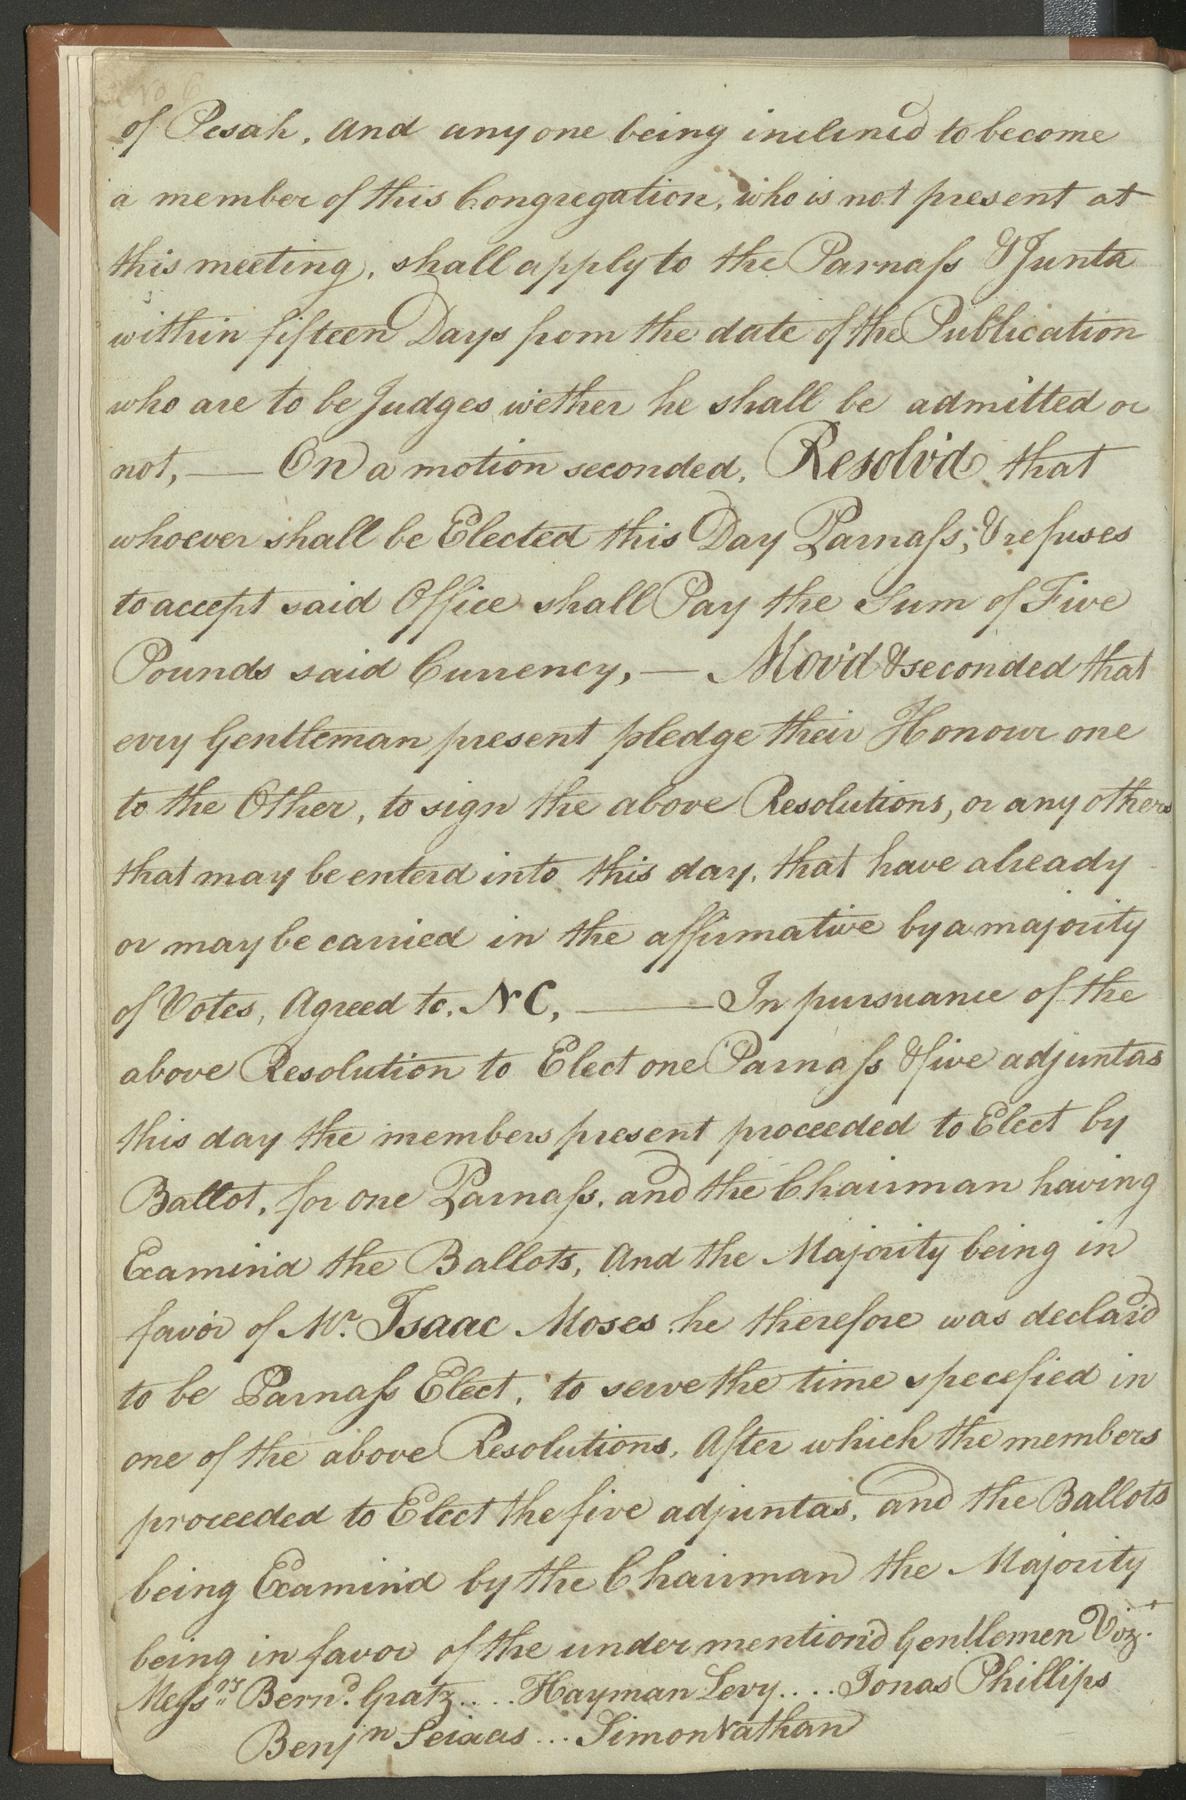 of Pesah, And any one being inclined to become
a member of this Congregation, who is not present at
this meeting, shall apply to the Parnass & Junta
within fifteen Days from the date of the Publication
who are to be Judges wether he shall be admitted or
not, — On a motion seconded, Resolv'd that
whoever shall be Elected this Day Parnass, & refuses
to accept said Office shall Pay the Sum of Five
Pounds said Currency, — Mov'd & seconded that
evry Gentleman present pledge their Honour one
to the Other, to sign the above Resolutions, or any others
that may be enterd into this day, that have already
or may be carried in the affirmative by a majority
of Votes, Agreed to. N C, — In pursuance of the
above Resolution to Elect one Parnass & five adjuntas
this day the members present proceeded to Elect by
Ballot, for one Parnass, and the Chairman having
Examin'd the Ballots, And the Majority being in
favor of Mr. Isaac Moses he therefore was declar'd
to be Parnass Elect, to serve the time specefied in
one of the above Resolutions, After which the members
proceeded to Elect the five adjuntas, and the Ballots
being Examin'd by the Chairman the Majority
being in favor of the under mention'd Gentlemen Vizt.
Messrs Bernd. Gratz.... Hayman Levy.... Jonas Phillips
Benjn Seixas ... Simon Nathan